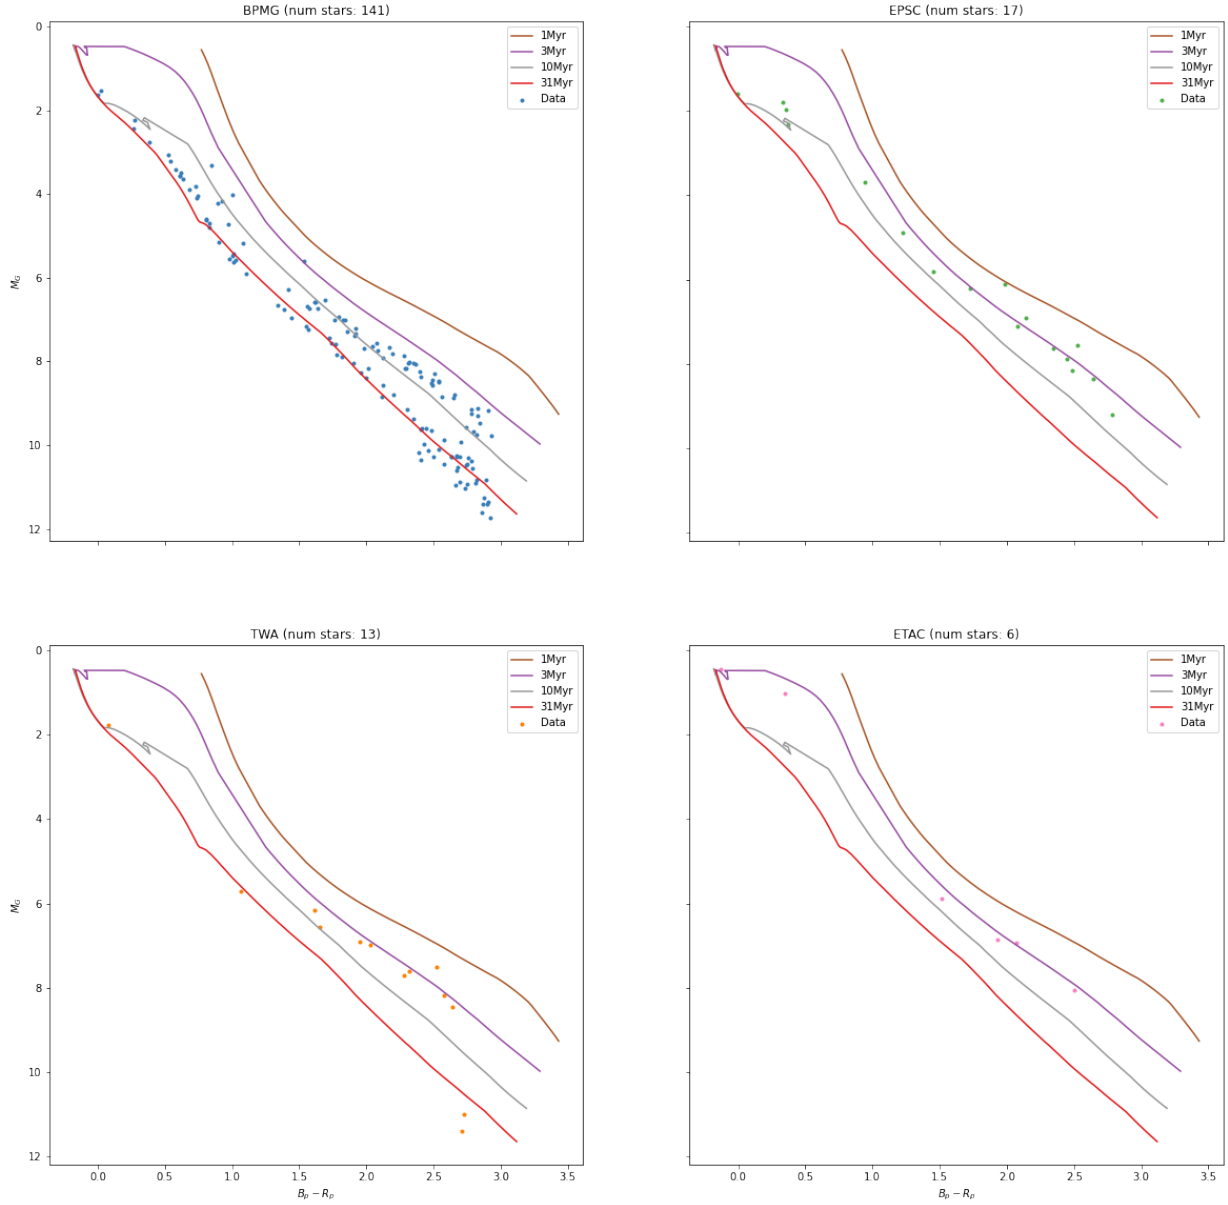 BPMG (num stars: 141)
1Myr
3Myr
10Myr
31Myr
Data
0
2
4
6
8
10
12
M_G
EPSC (num stars: 17)
1Myr
3Myr
10Myr
31Myr
Data
TWA (num stars: 13)
1Myr
3Myr
10Myr
31Myr
Data
0
2
4
6
8
10
12
M_G
0.0 0.5 1.0 1.5 2.0 2.5 3.0 3.5
B_p − R_p
ETAC (num stars: 6)
1Myr
3Myr
10Myr
31Myr
Data
0.0 0.5 1.0 1.5 2.0 2.5 3.0 3.5
B_p − R_p